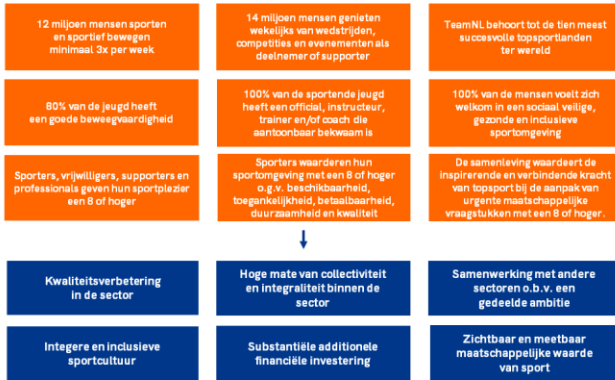 12 miljoen mensen sporten
en sportief bewegen
minimaal 3x per week
14 miljoen mensen genieten
wekelijks van wedstrijden,
competities en evenementen als
deelnemer of supporter
TeamNL behoort tot de tien meest
succesvolle topsportlanden
ter wereld
80% van de jeugd heeft
een goede beweegvaardigheid
100% van de sportende jeugd
heeft een official, instructeur,
trainer en/of coach die
aantoonbaar bekwaam is
100% van de mensen voelt zich
welkom in een sociaal veilige,
gezonde en inclusieve
sportomgeving
Sporters, vrijwilligers, supporters en
professionals geven hun sportplezier
een 8 of hoger
Sporters waarderen hun
sportomgeving met een 8 of hoger
o.g.v. beschikbaarheid,
toegankelijkheid, betaalbaarheid,
duurzaamheid en kwaliteit
De samenleving waardeert de
inspirerende en verbindende kracht
van topsport bij de aanpak van
urgente maatschappelijke
vraagstukken met een 8 of hoger.
Kwaliteitsverbetering
in de sector
Hoge mate van collectiviteit
en integraliteit binnen de
sector
Samenwerking met andere
sectoren o.b.v. een
gedeelde ambitie
Integere en inclusieve
sportcultuur
Substantiële additionele
financiële investering
Zichtbaar en meetbaar
maatschappelijke waarde
van sport